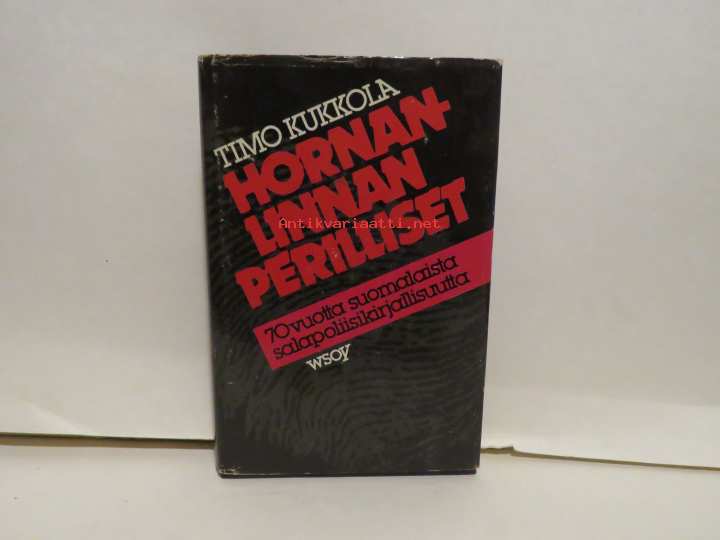 TIMO KUKKOLA
HORNAN-
LINNAN
PERILLISET
Antikvariaatti.net
70 vuotta suomalaista
salapoliisikirjallisuutta
wsoy